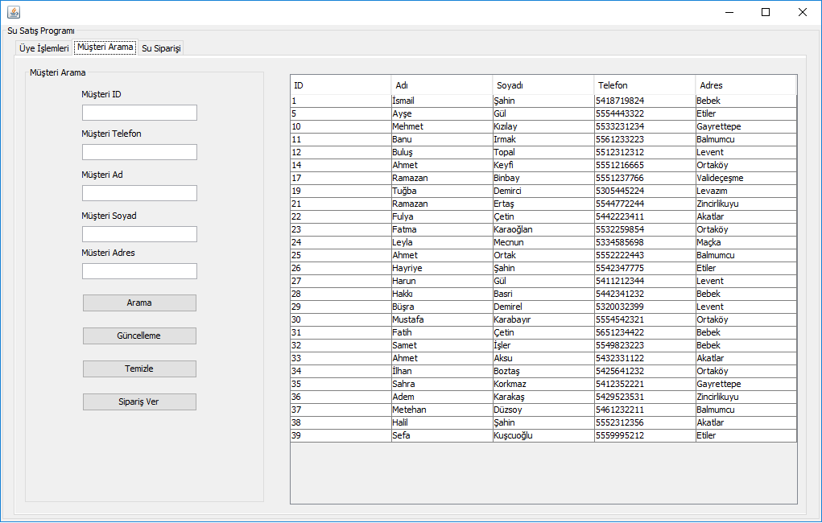 Su Satış Programı
Üye İşlemleri Müşteri Arama Su Siparişi
Müşteri Arama
Müşteri ID
Müşteri Telefon
Müşteri Ad
Müşteri Soyad
Müsteri Adres
Arama
Güncelleme
Temizle
Sipariş Ver
ID Adı Soyadı Telefon Adres
1 İsmail Şahin 5418719824 Bebek
5 Ayşe Gül 5554443322 Etiler
10 Mehmet Kızılay 5533231234 Gayrettepe
11 Banu Irmak 5561233223 Balmumcu
12 Buluş Topal 5512312312 Levent
14 Ahmet Keyfi 5551216665 Ortaköy
17 Ramazan Binbay 5551237766 Valideçeşme
19 Tuğba Demirci 5305445224 Levazım
21 Ramazan Ertaş 5544772244 Zincirlikuyu
22 Fulya Çetin 5442223411 Akatlar
23 Fatma Karaoğlan 5532259854 Ortaköy
24 Leyla Mecnun 5334585698 Maçka
25 Ahmet Ortak 5552222443 Balmumcu
26 Hayriye Şahin 5542347775 Etiler
27 Harun Gül 5411212344 Levent
28 Hakkı Basri 5442341232 Bebek
29 Büşra Demirel 5320032399 Levent
30 Mustafa Karabayır 5554542321 Ortaköy
31 Fatih Çetin 5651234422 Bebek
32 Samet İşler 5549823223 Bebek
33 Ahmet Aksu 5432331122 Akatlar
34 İlhan Boztaş 5425641232 Ortaköy
35 Sahra Korkmaz 5412352221 Gayrettepe
36 Adem Karakaş 5429523531 Zincirlikuyu
37 Metehan Düzsoy 5461232211 Balmumcu
38 Halil Şahin 5552312356 Akatlar
39 Sefa Kuşcuoğlu 5559995212 Etiler